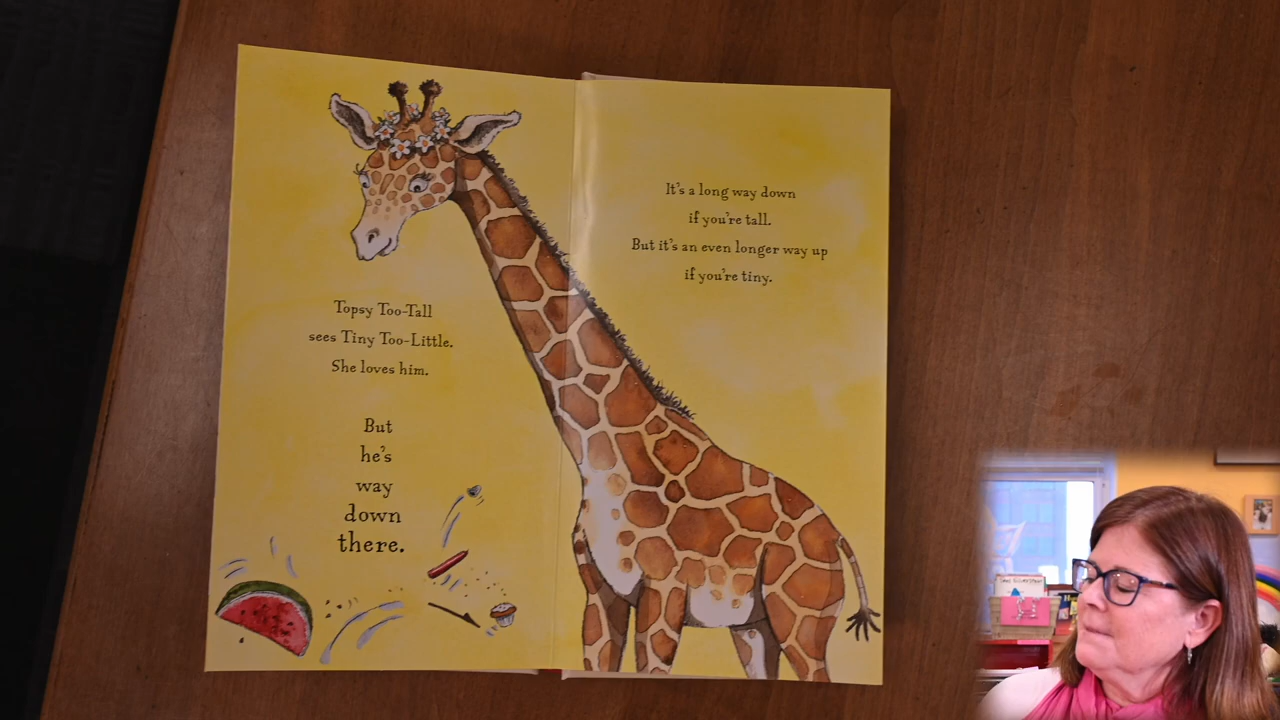 Topsy Too-Tall
sees Tiny Too-Little.
She loves him.
But
he's
way
down
there.
It's a long way down
if you're tall.
But it's an even longer way up
if you're tiny.